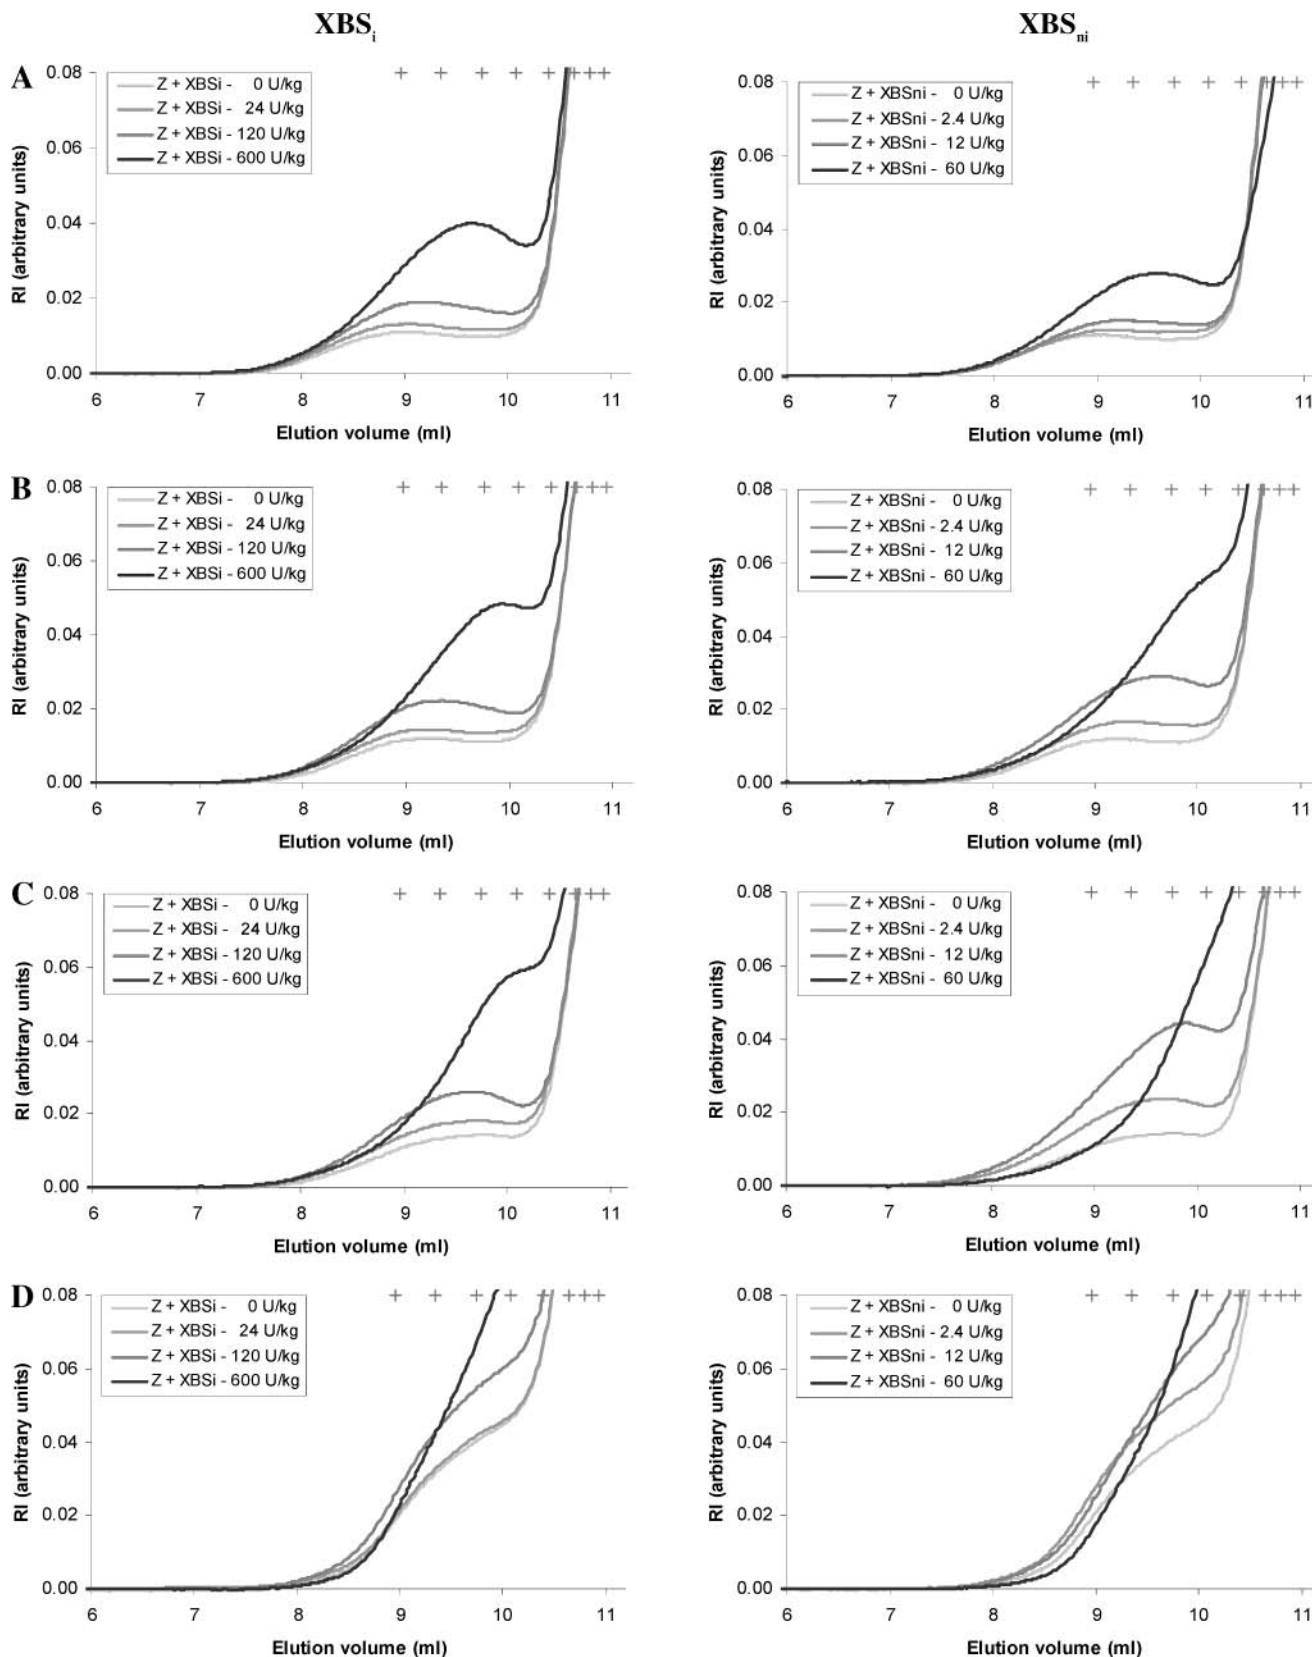 XBSi
XBSni
A
0.08
0.06
0.04
0.02
0.00
RI (arbitrary units)
Z + XBSi - 0 U/kg
Z + XBSi - 24 U/kg
Z + XBSi - 120 U/kg
Z + XBSi - 600 U/kg
6 7 8 9 10 11
Elution volume (ml)
0.08
0.06
0.04
0.02
0.00
RI (arbitrary units)
Z + XBSni - 0 U/kg
Z + XBSni - 2.4 U/kg
Z + XBSni - 12 U/kg
Z + XBSni - 60 U/kg
6 7 8 9 10 11
Elution volume (ml)
B
0.08
0.06
0.04
0.02
0.00
RI (arbitrary units)
Z + XBSi - 0 U/kg
Z + XBSi - 24 U/kg
Z + XBSi - 120 U/kg
Z + XBSi - 600 U/kg
6 7 8 9 10 11
Elution volume (ml)
0.08
0.06
0.04
0.02
0.00
RI (arbitrary units)
Z + XBSni - 0 U/kg
Z + XBSni - 2.4 U/kg
Z + XBSni - 12 U/kg
Z + XBSni - 60 U/kg
6 7 8 9 10 11
Elution volume (ml)
C
0.08
0.06
0.04
0.02
0.00
RI (arbitrary units)
Z + XBSi - 0 U/kg
Z + XBSi - 24 U/kg
Z + XBSi - 120 U/kg
Z + XBSi - 600 U/kg
6 7 8 9 10 11
Elution volume (ml)
0.08
0.06
0.04
0.02
0.00
RI (arbitrary units)
Z + XBSni - 0 U/kg
Z + XBSni - 2.4 U/kg
Z + XBSni - 12 U/kg
Z + XBSni - 60 U/kg
6 7 8 9 10 11
Elution volume (ml)
D
0.08
0.06
0.04
0.02
0.00
RI (arbitrary units)
Z + XBSi - 0 U/kg
Z + XBSi - 24 U/kg
Z + XBSi - 120 U/kg
Z + XBSi - 600 U/kg
6 7 8 9 10 11
Elution volume (ml)
0.08
0.06
0.04
0.02
0.00
RI (arbitrary units)
Z + XBSni - 0 U/kg
Z + XBSni - 2.4 U/kg
Z + XBSni - 12 U/kg
Z + XBSni - 60 U/kg
6 7 8 9 10 11
Elution volume (ml)